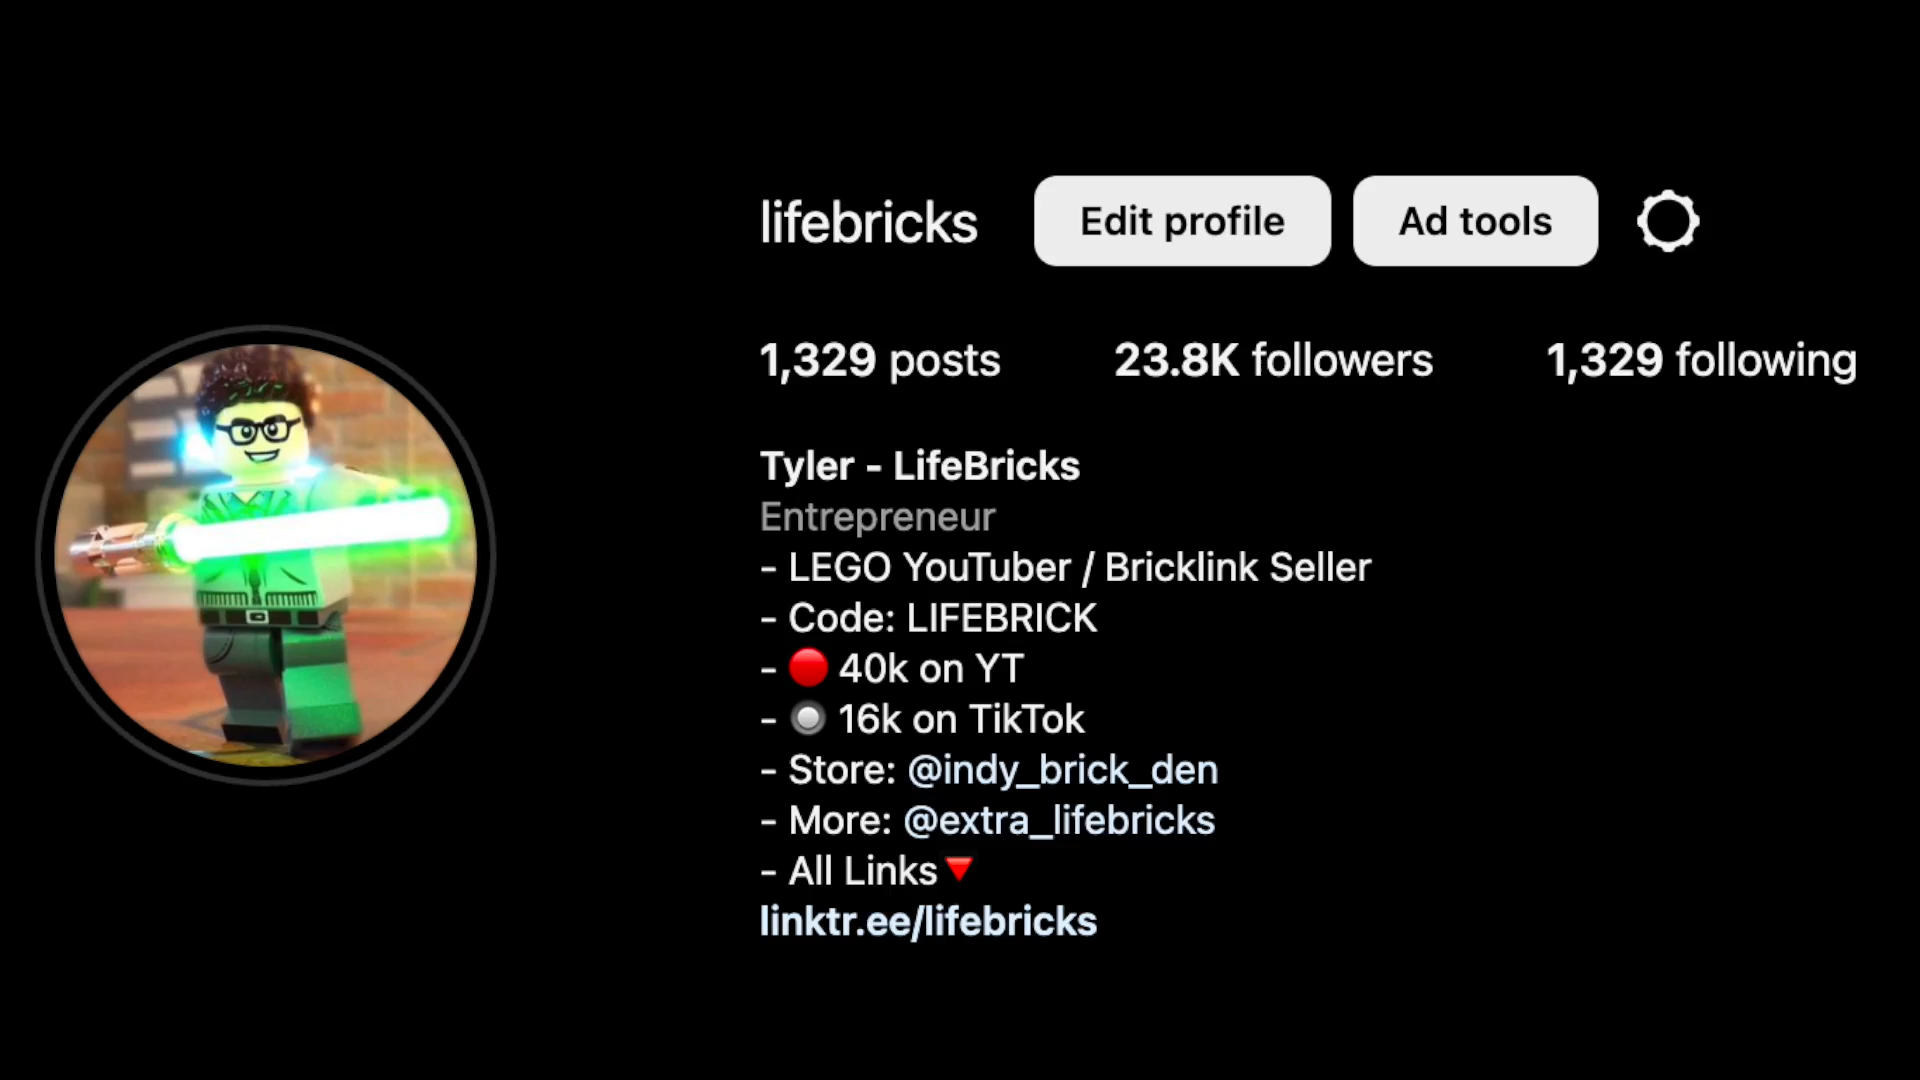 lifebricks Edit profile Ad tools
1,329 posts 23.8K followers 1,329 following
Tyler - LifeBricks
Entrepreneur
- LEGO YouTuber / Bricklink Seller
- Code: LIFEBRICK
- 🔴 40k on YT
- 🔘 16k on TikTok
- Store: @indy_brick_den
- More: @extra_lifebricks
- All Links🔻
linktr.ee/lifebricks